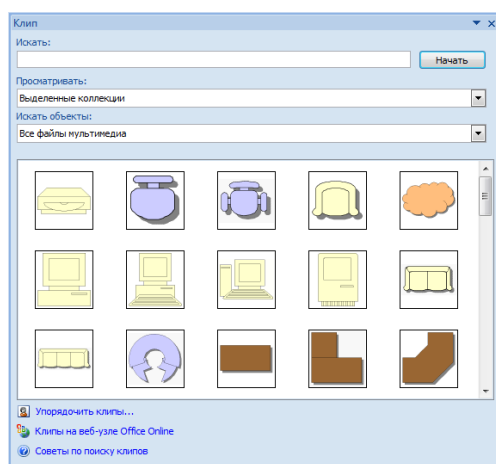 Клип
Искать:
Начать
Просматривать:
Выделенные коллекции
Искать объекты:
Все файлы мультимедиа
Упорядочить клипы...
Клипы на веб-узле Office Online
Советы по поиску клипов